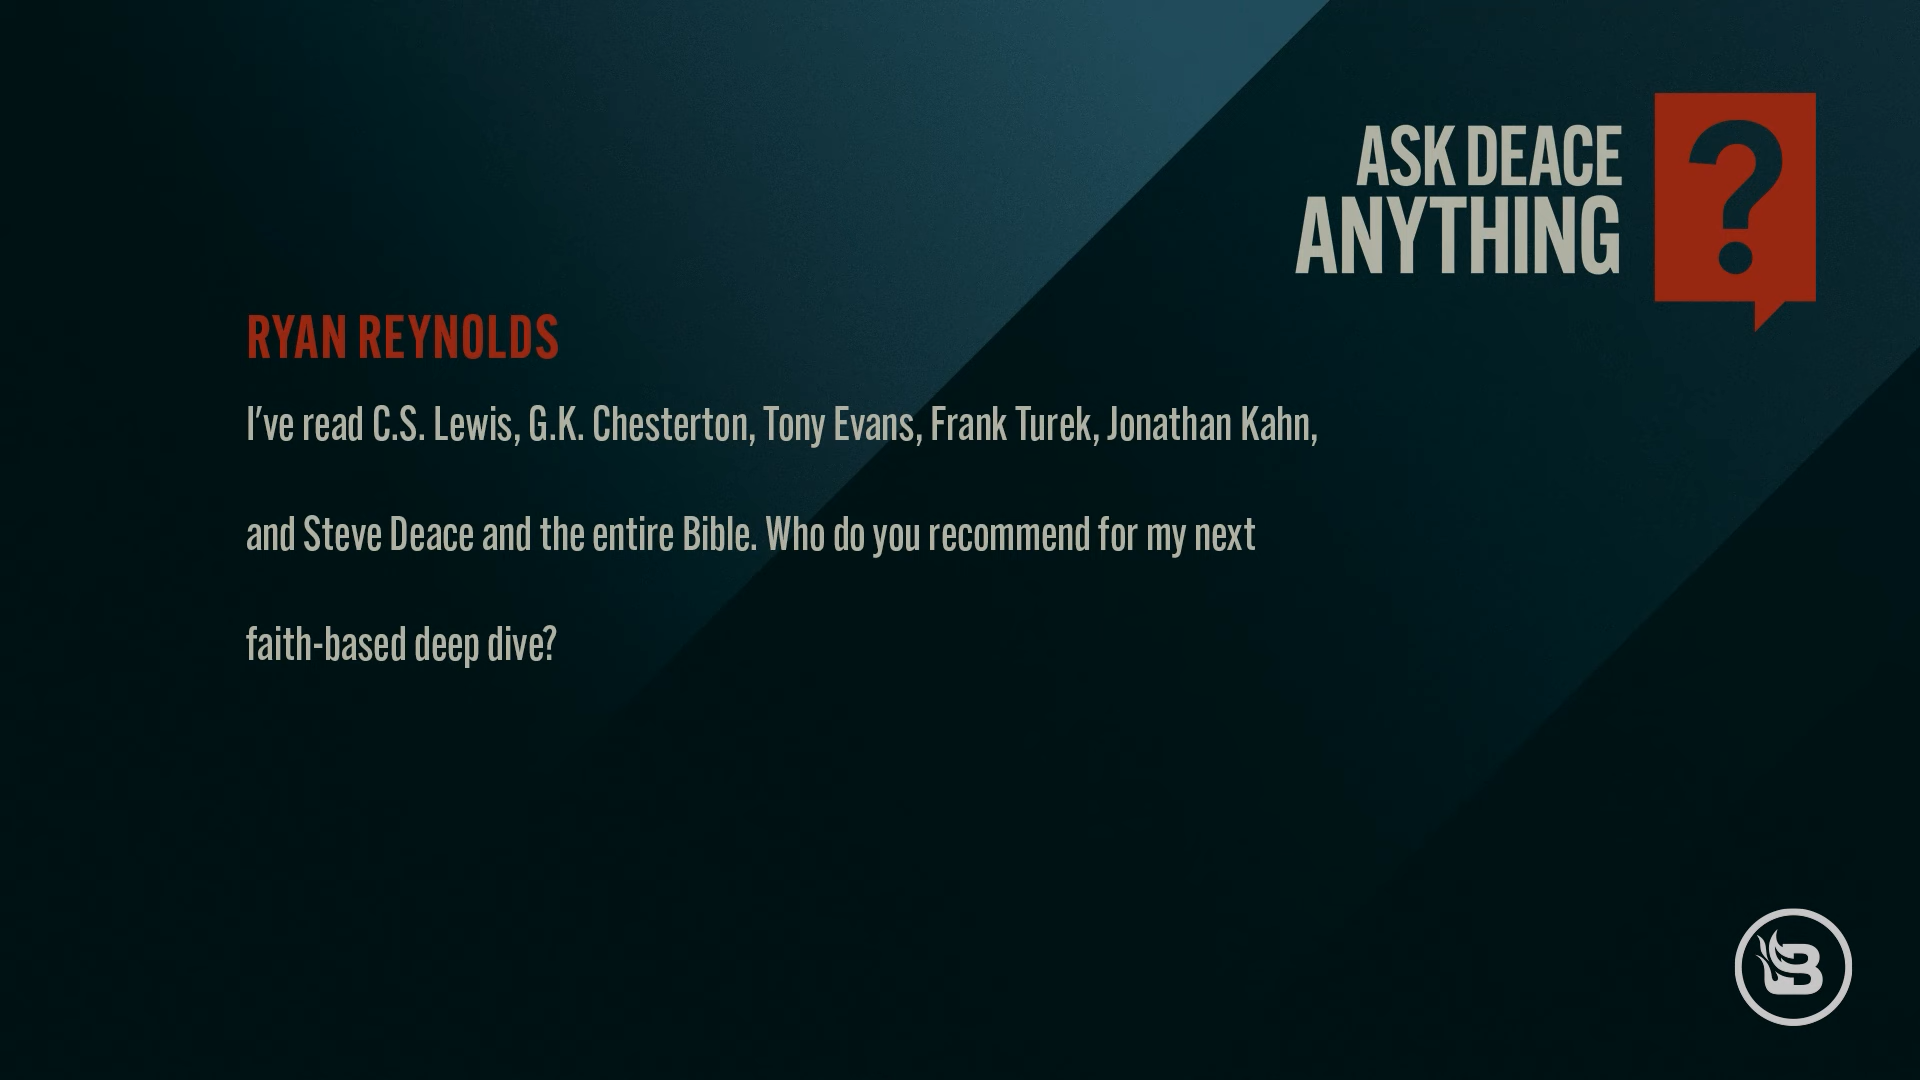 ASK DEACE
ANYTHING
?
RYAN REYNOLDS
I've read C.S. Lewis, G.K. Chesterton, Tony Evans, Frank Turek, Jonathan Kahn,
and Steve Deace and the entire Bible. Who do you recommend for my next
faith-based deep dive?
B